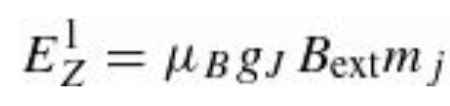 E_Z^1 = μ_B g_J B_ext m_j